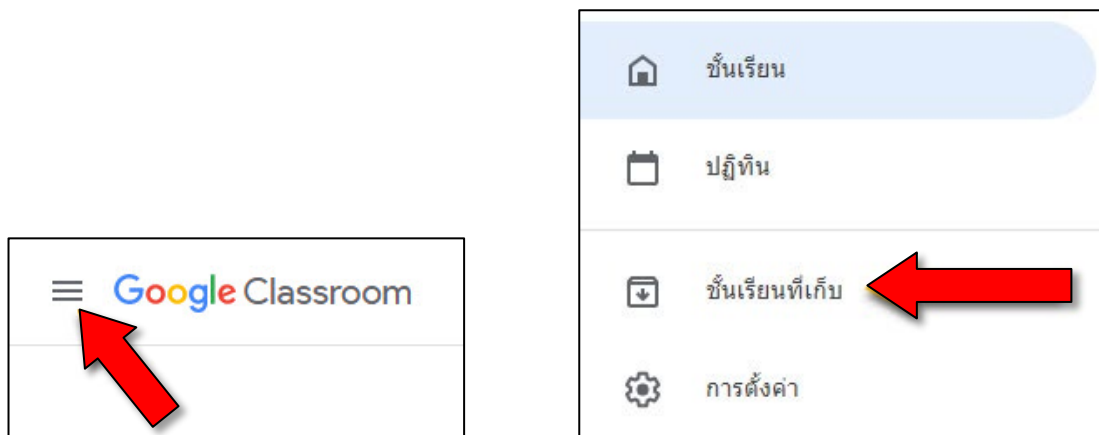 Google Classroom
ชั้นเรียน
ปฏิทิน
ชั้นเรียนที่เก็บ
การตั้งค่า